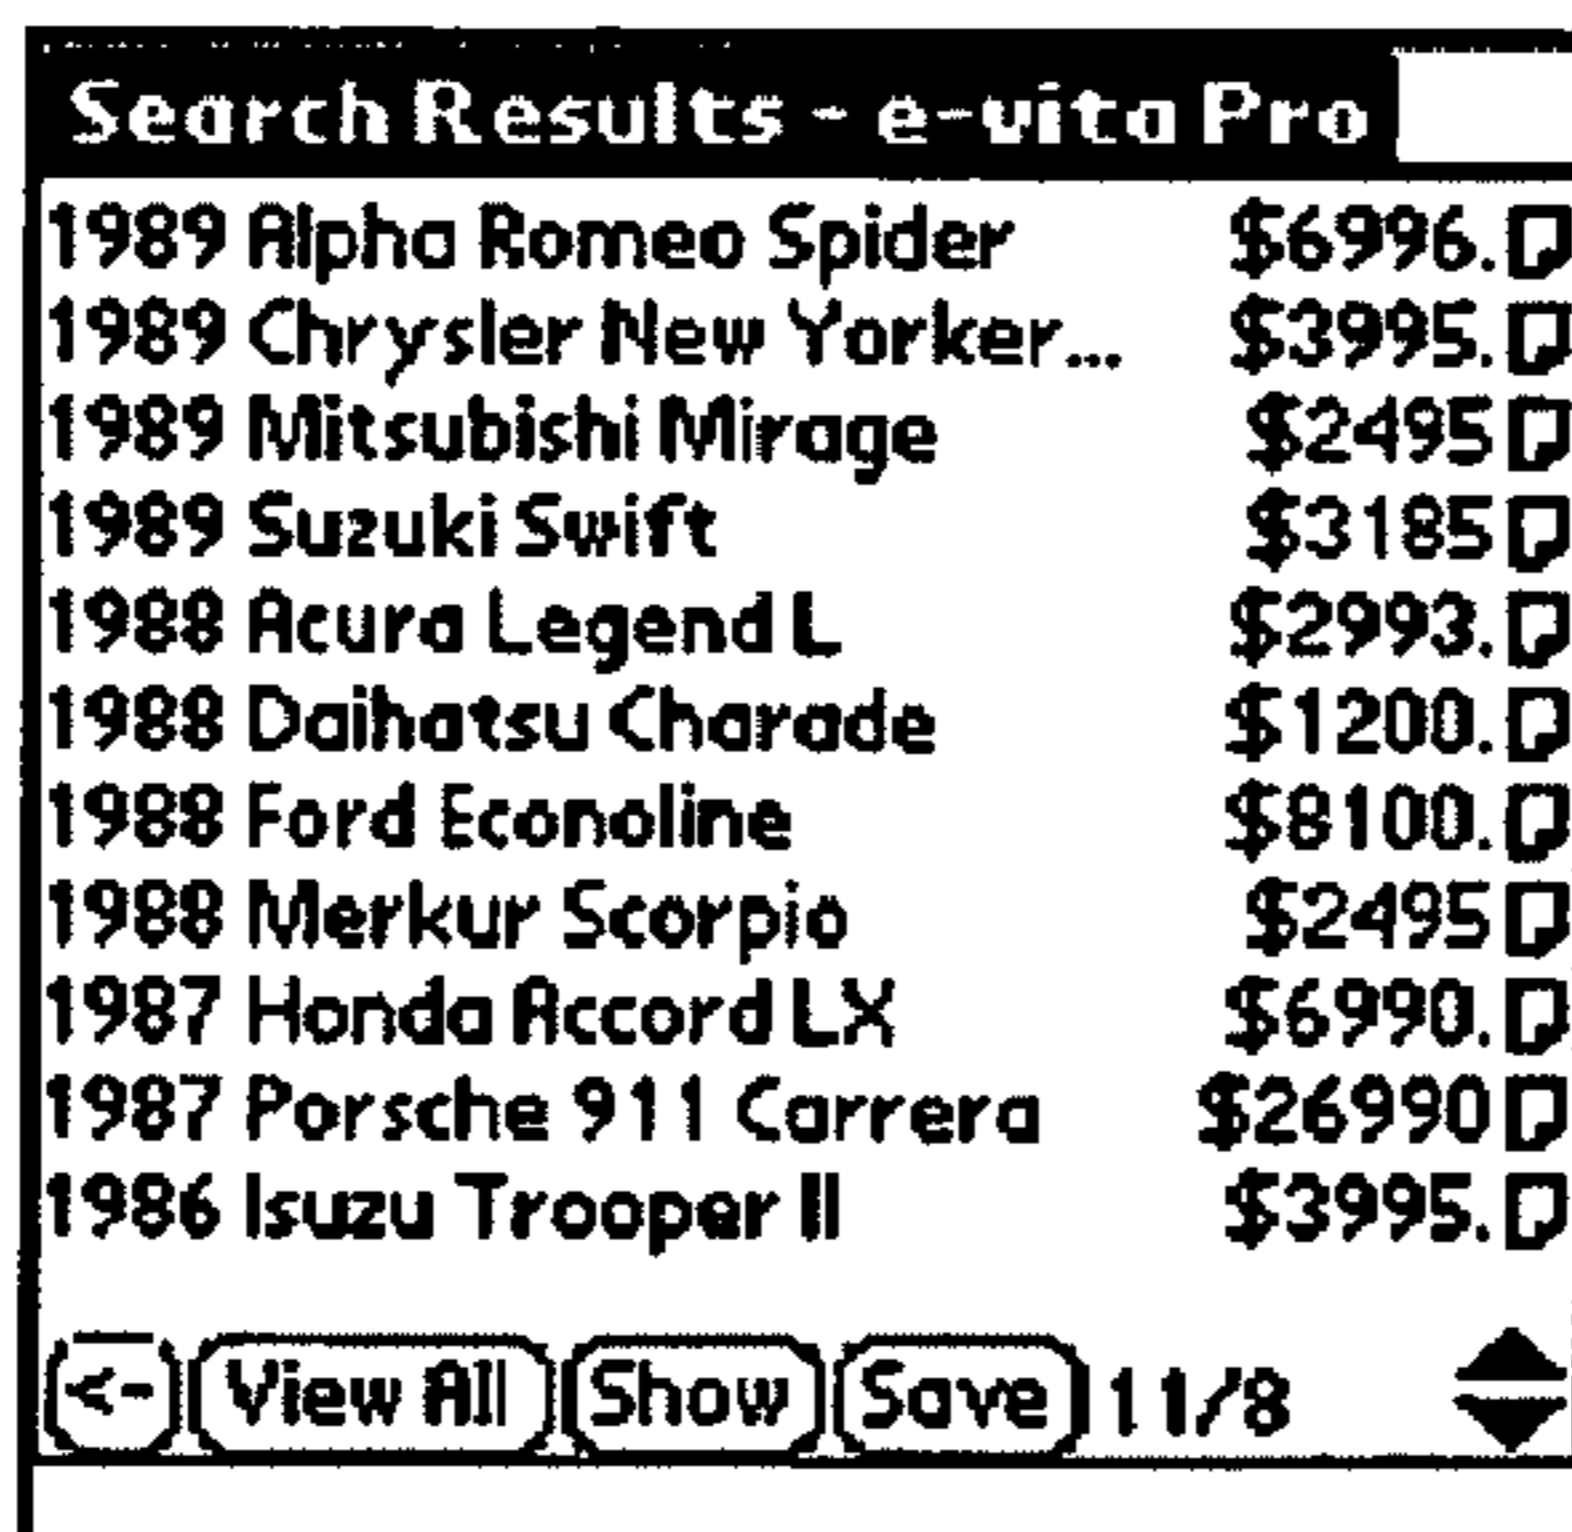 Search Results - e-vita Pro
1989 Alpha Romeo Spider $6996.
1989 Chrysler New Yorker... $3995.
1989 Mitsubishi Mirage $2495
1989 Suzuki Swift $3185
1988 Acura Legend L $2993.
1988 Daihatsu Charade $1200.
1988 Ford Econoline $8100.
1988 Merkur Scorpio $2495
1987 Honda Accord LX $6990.
1987 Porsche 911 Carrera $26990
1986 Isuzu Trooper II $3995.
<- View All Show Save 11/8